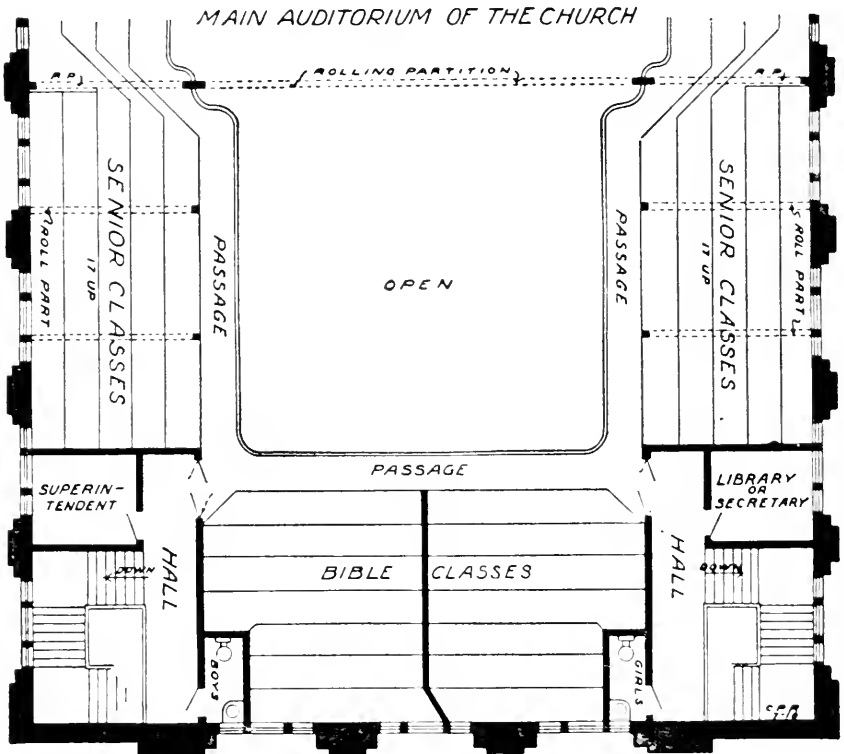 MAIN AUDITORIUM OF THE CHURCH
R.P.
ROLLING PARTITION
R.P.
SENIOR CLASSES
17 UP
ROLL PART
PASSAGE
OPEN
PASSAGE
SENIOR CLASSES
17 UP
ROLL PART
PASSAGE
SUPERIN-
TENDENT
LIBRARY
OR
SECRETARY
HALL
DOWN
BIBLE CLASSES
HALL
DOWN
BOYS
GIRLS